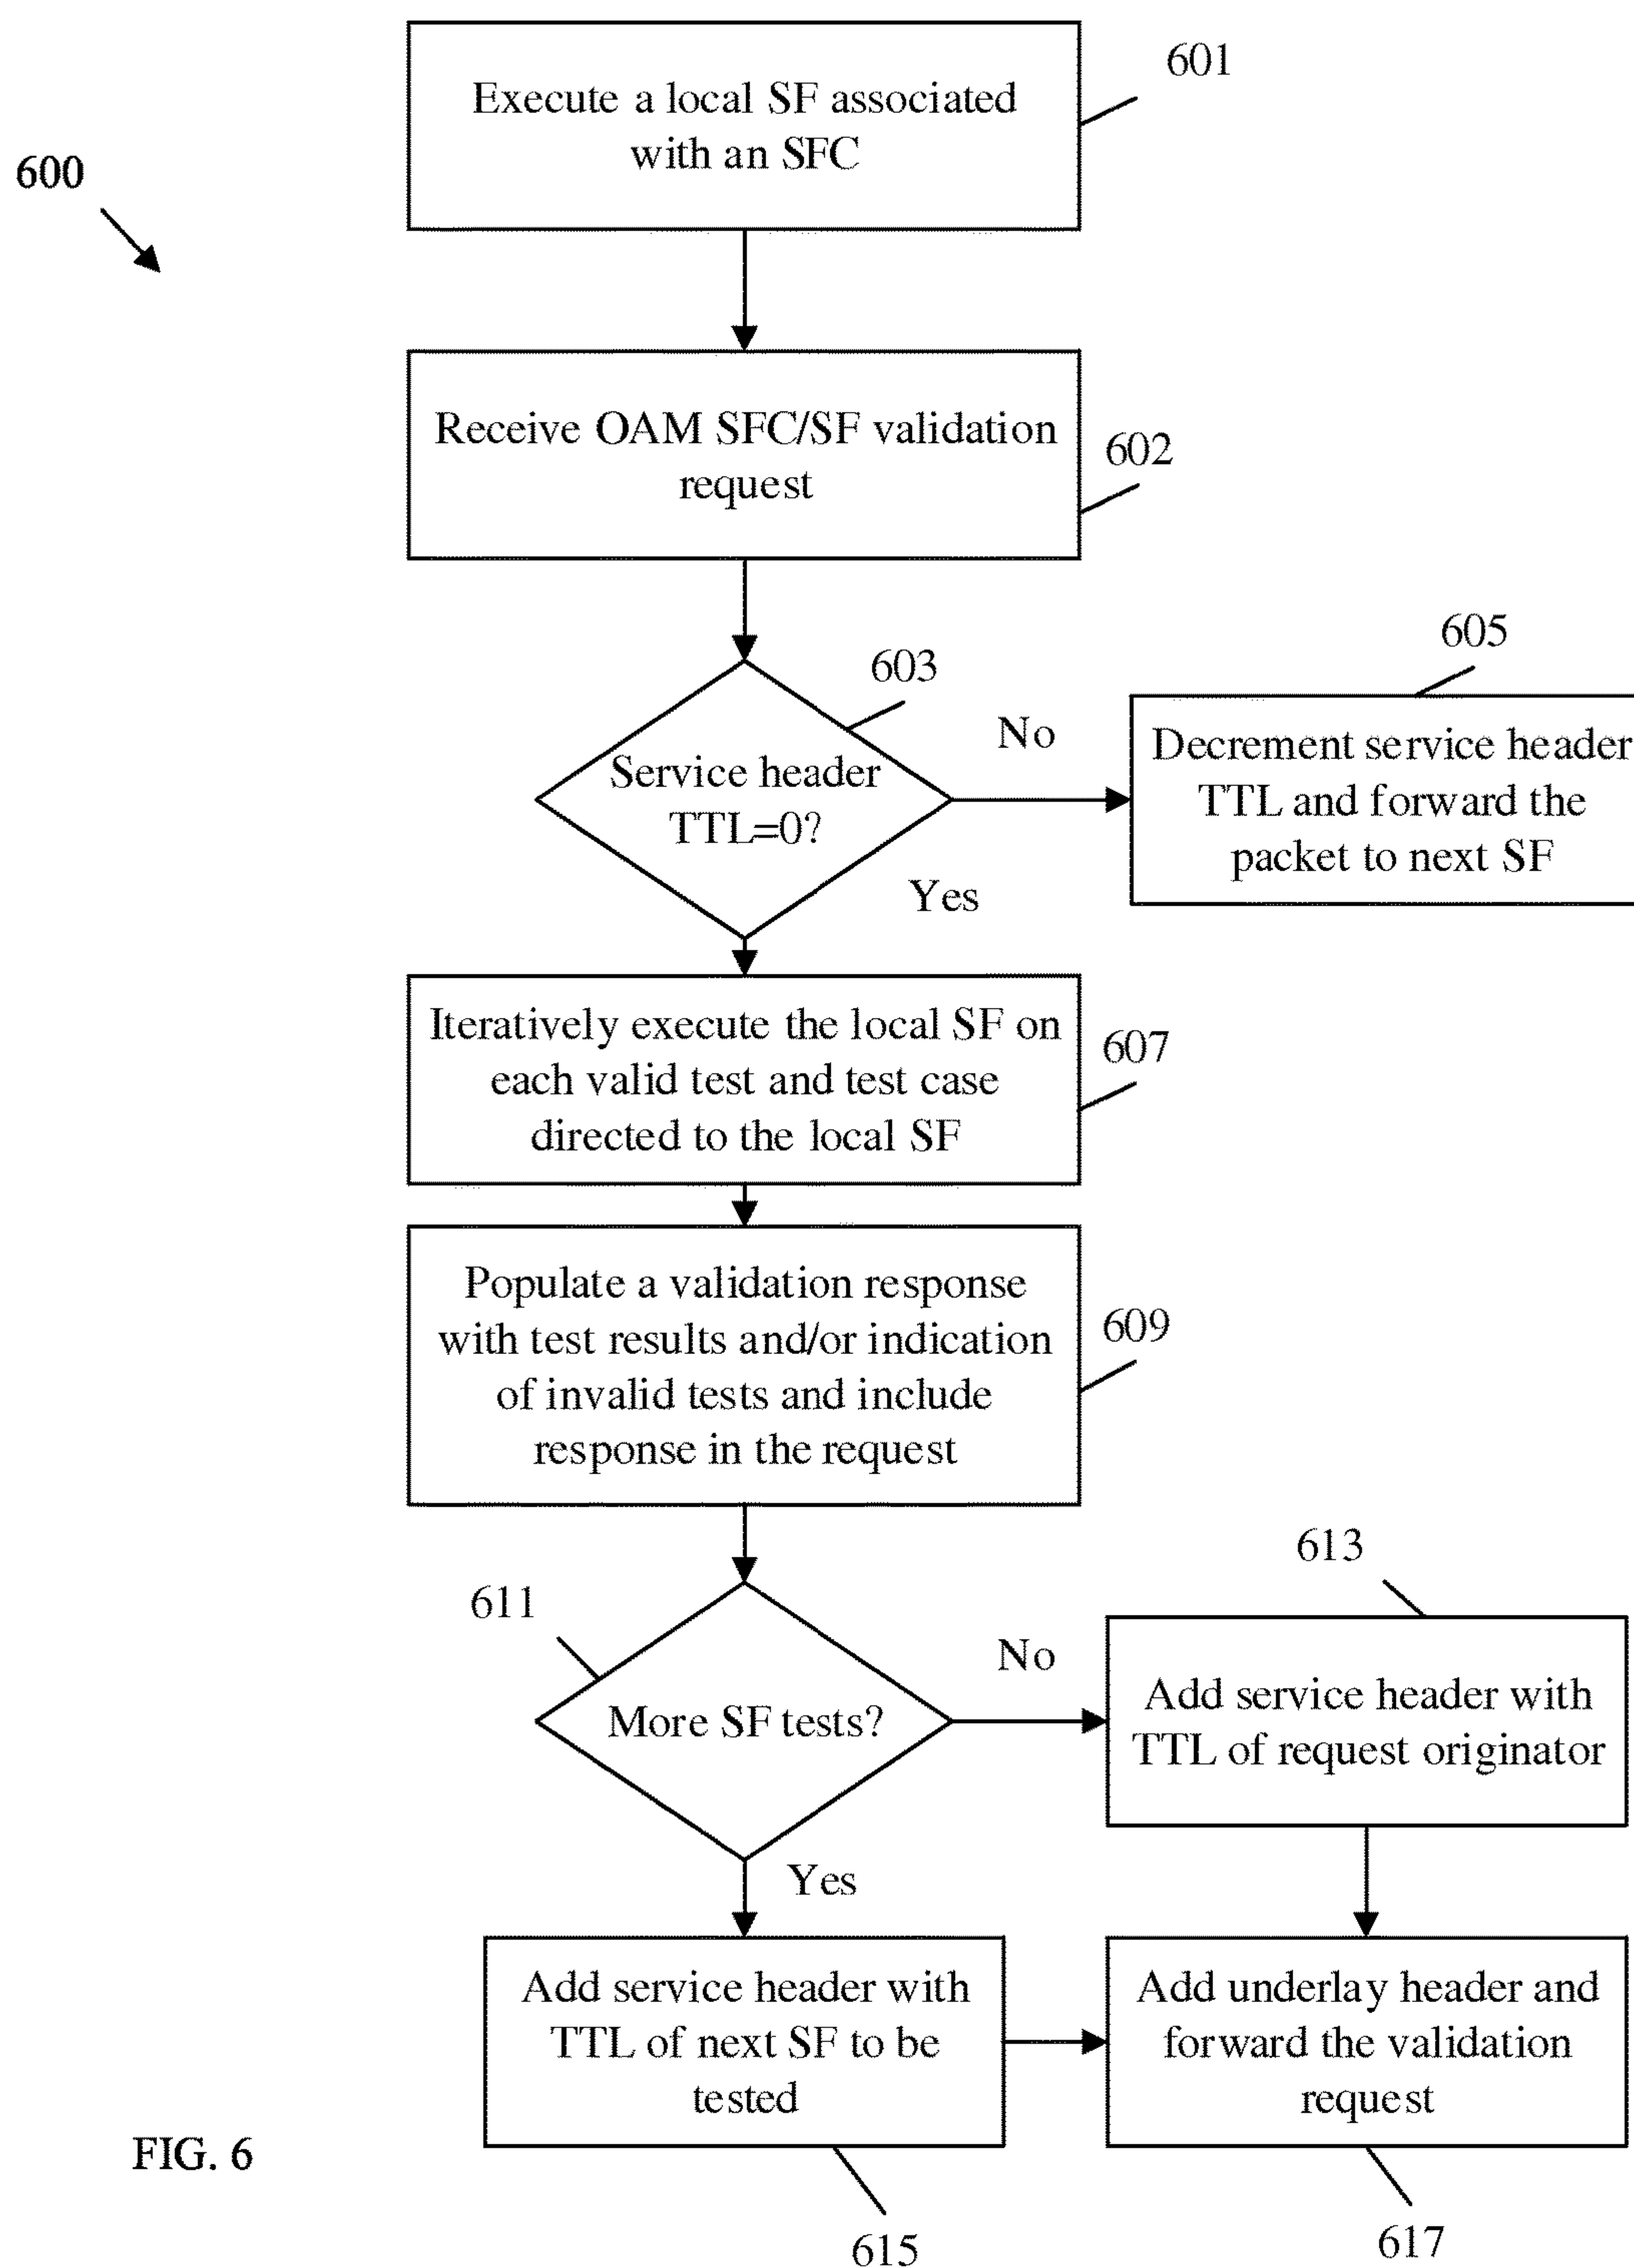 601
Execute a local SF associated
with an SFC
600
Receive OAM SFC/SF validation
request
602
603
605
Service header
TTL=0?
No
Yes
Decrement service header
TTL and forward the
packet to next SF
Iteratively execute the local SF on
each valid test and test case
directed to the local SF
607
Populate a validation response
with test results and/or indication
of invalid tests and include
response in the request
609
611
More SF tests?
No
Yes
613
Add service header with
TTL of request originator
Add service header with
TTL of next SF to be
tested
615
Add underlay header and
forward the validation
request
617
FIG. 6